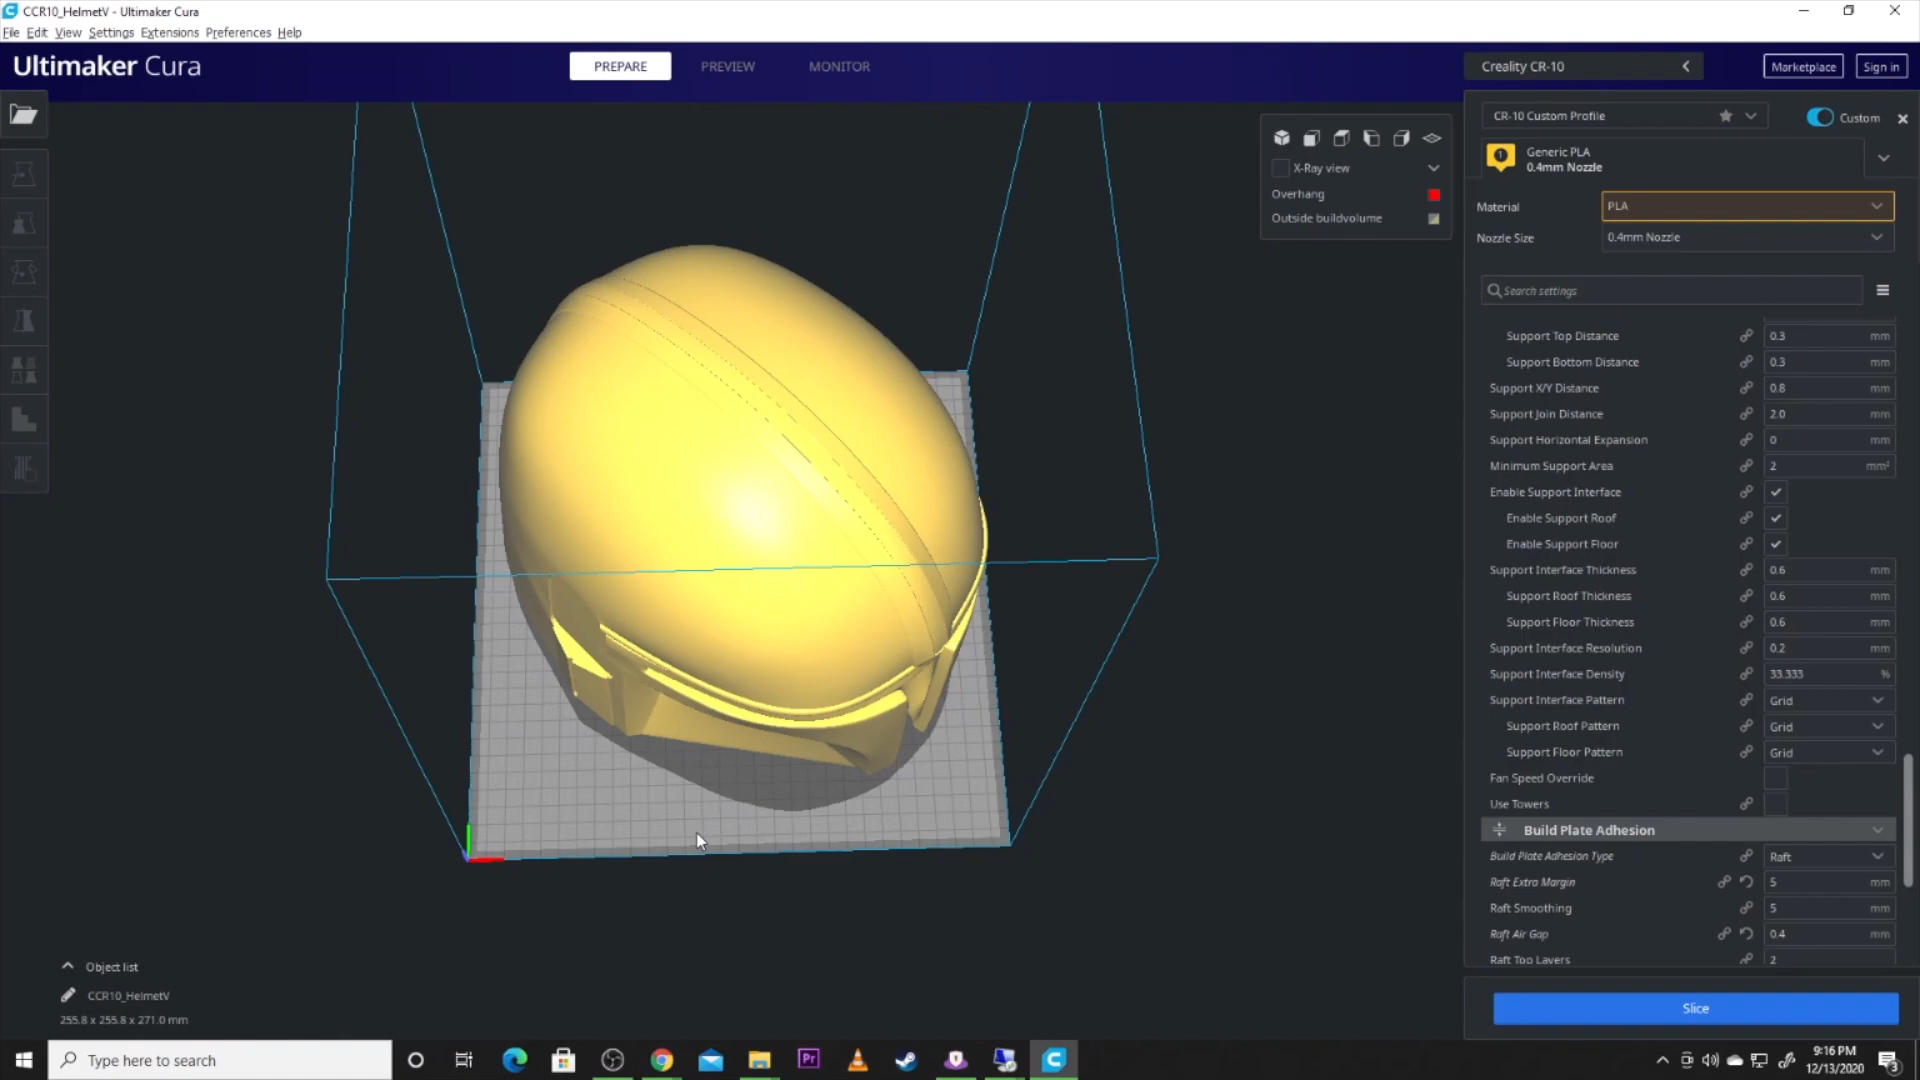 CCR10_HelmetV - Ultimaker Cura
File Edit View Settings Extensions Preferences Help
Ultimaker Cura
PREPARE
PREVIEW
MONITOR
Creality CR-10
Marketplace
Sign in
CR-10 Custom Profile
Custom
1
Generic PLA
0.4mm Nozzle
Material
PLA
Nozzle Size
0.4mm Nozzle
Search settings
X-Ray view
Overhang
Outside buildvolume
Support Top Distance 0.3 mm
Support Bottom Distance 0.3 mm
Support X/Y Distance 0.8 mm
Support Join Distance 2.0 mm
Support Horizontal Expansion 0 mm
Minimum Support Area 2 mm²
Enable Support Interface
Enable Support Roof
Enable Support Floor
Support Interface Thickness 0.6 mm
Support Roof Thickness 0.6 mm
Support Floor Thickness 0.6 mm
Support Interface Resolution 0.2 mm
Support Interface Density 33.333 %
Support Interface Pattern Grid
Support Roof Pattern Grid
Support Floor Pattern Grid
Fan Speed Override
Use Towers
Build Plate Adhesion
Build Plate Adhesion Type Raft
Raft Extra Margin 5 mm
Raft Smoothing 5 mm
Raft Air Gap 0.4 mm
Raft Top Layers 2
Slice
Object list
CCR10_HelmetV
255.8 x 255.8 x 271.0 mm
Type here to search
Pr
9:16 PM
12/13/2020
3